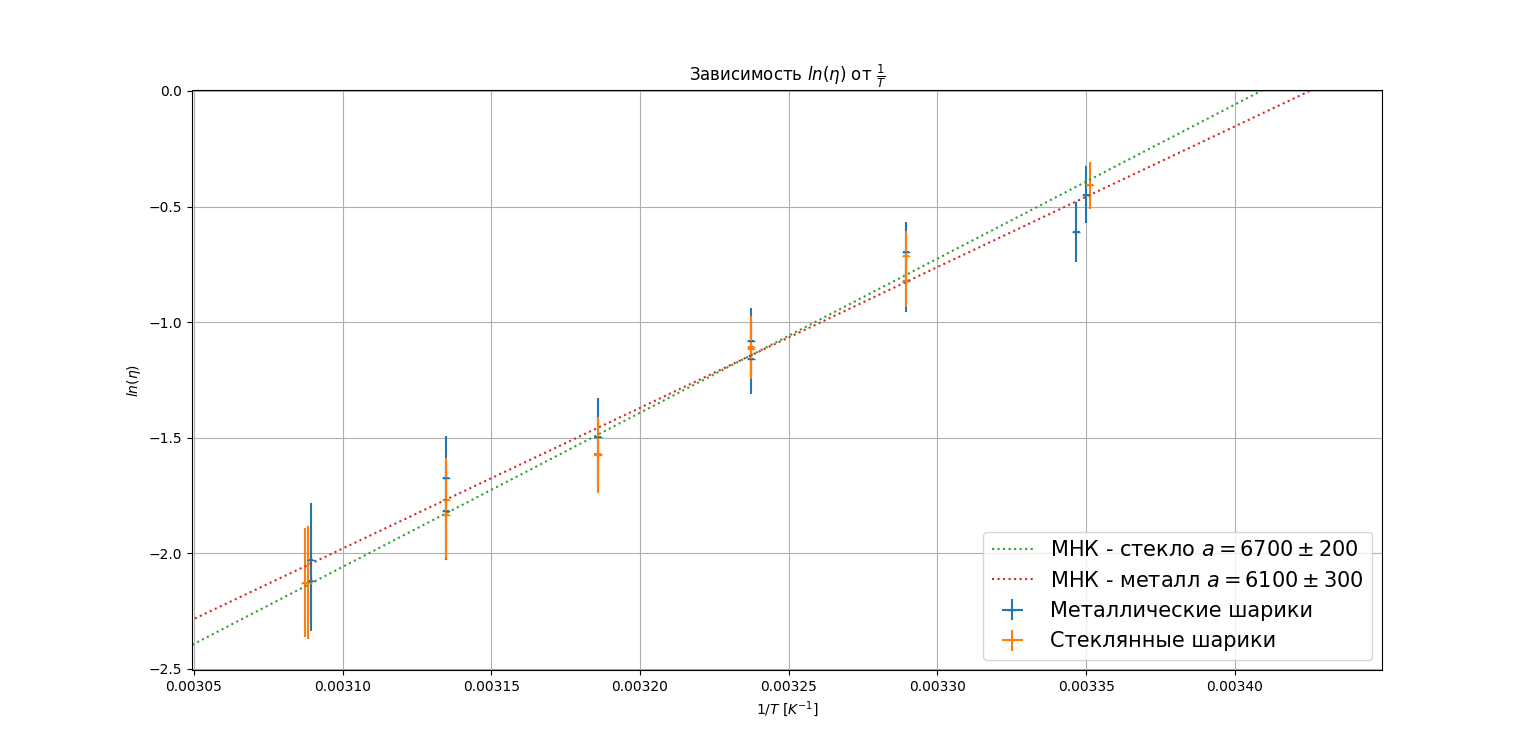 Зависимость ln(η) от 1/T
0.0
−0.5
−1.0
−1.5
−2.0
−2.5
ln(η)
МНК - стекло a = 6700 ± 200
МНК - металл a = 6100 ± 300
Металлические шарики
Стеклянные шарики
0.00305 0.00310 0.00315 0.00320 0.00325 0.00330 0.00335 0.00340
1/T [K⁻¹]